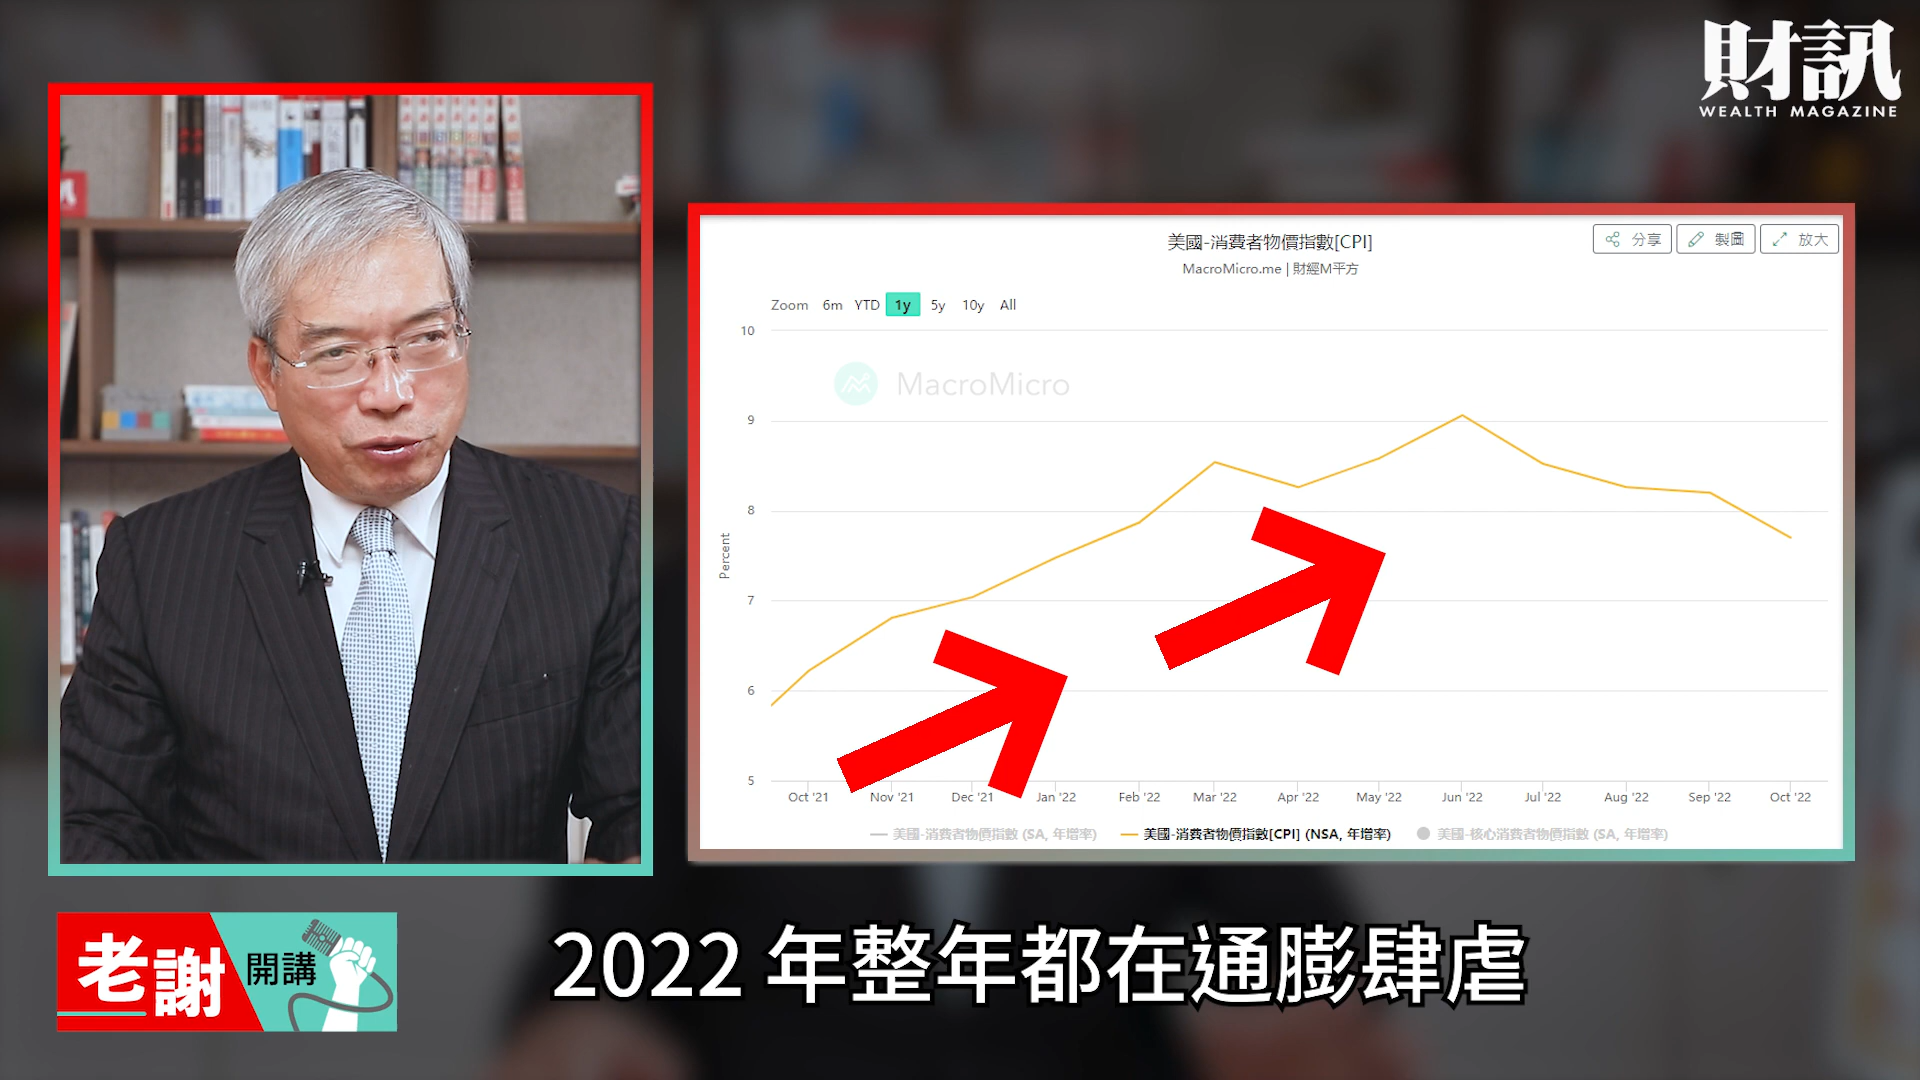 財訊
WEALTH MAGAZINE
美國-消費者物價指數[CPI]
MacroMicro.me | 財經M平方
分享
製圖
放大
Zoom 6m YTD 1y 5y 10y All
MacroMicro
Percent
10
9
8
7
6
5
Oct '21 Nov '21 Dec '21 Jan '22 Feb '22 Mar '22 Apr '22 May '22 Jun '22 Jul '22 Aug '22 Sep '22 Oct '22
美國-消費者物價指數 (SA, 年增率) 美國-消費者物價指數[CPI] (NSA, 年增率) 美國-核心消費者物價指數 (SA, 年增率)
老謝 開講
2022 年整年都在通膨肆虐